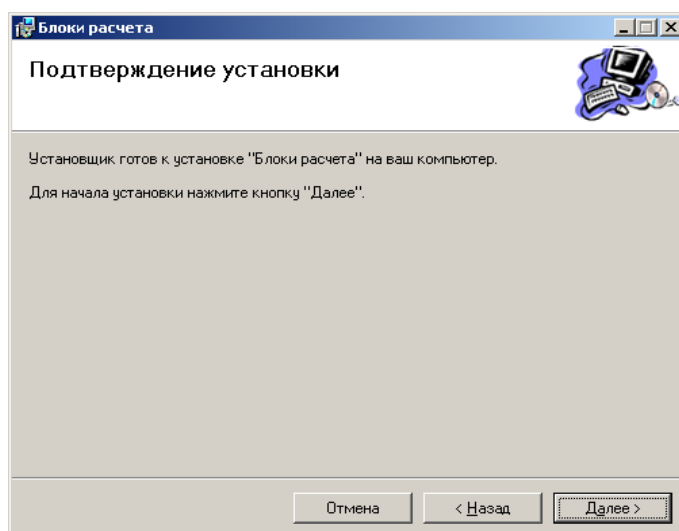 Блоки расчета
Подтверждение установки
Установщик готов к установке "Блоки расчета" на ваш компьютер.
Для начала установки нажмите кнопку "Далее".
Отмена
< Назад
Далее >